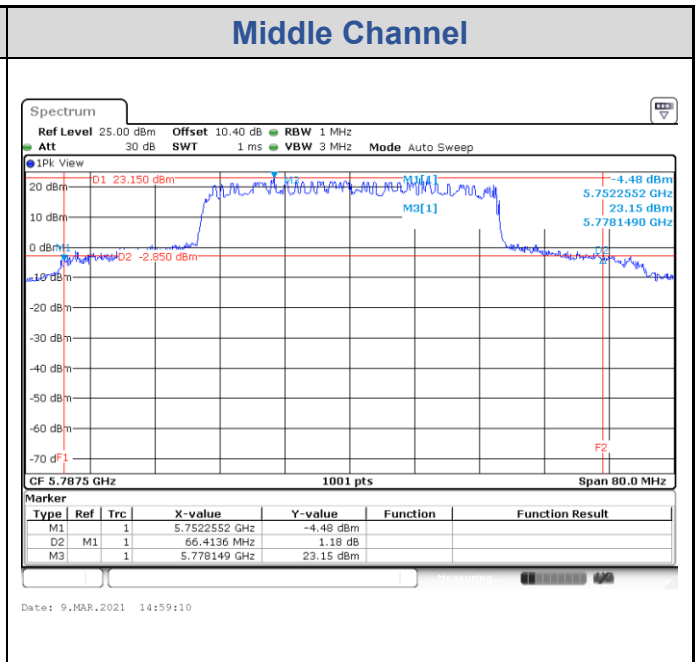 Middle Channel
Spectrum
Ref Level 25.00 dBm Offset 10.40 dB RBW 1 MHz
Att 30 dB SWT 1 ms VBW 3 MHz Mode Auto Sweep
1Pk View
20 dBm D1 23.150 dBm M3 M1[1] -4.48 dBm
5.7522552 GHz
10 dBm M3[1] 23.15 dBm
5.7781490 GHz
0 dBm M1 D2
D2 -2.850 dBm
-10 dBm
-20 dBm
-30 dBm
-40 dBm
-50 dBm
-60 dBm
F2
-70 d F1
CF 5.7875 GHz 1001 pts Span 80.0 MHz
Marker
Type Ref Trc X-value Y-value Function Function Result
M1 1 5.7522552 GHz -4.48 dBm
D2 M1 1 66.4136 MHz 1.18 dB
M3 1 5.778149 GHz 23.15 dBm
Measuring
Date: 9.MAR.2021 14:59:10